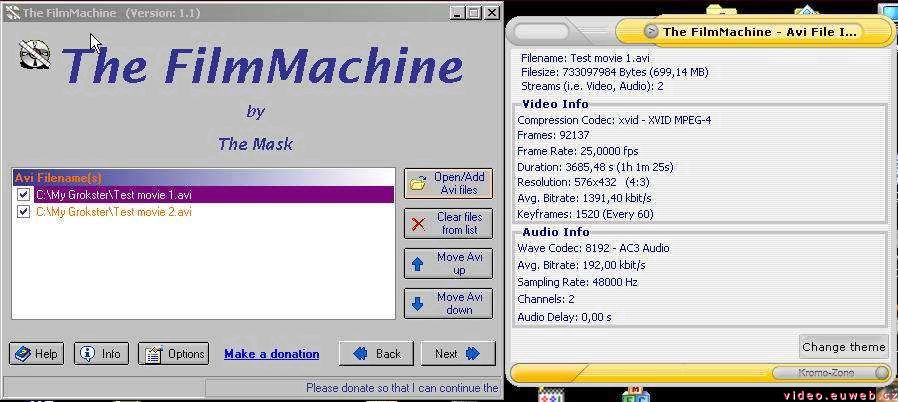 The FilmMachine (Version: 1.1)
The FilmMachine
by
The Mask
Avi Filename(s)
C:\My Grokster\Test movie 1.avi
C:\My Grokster\Test movie 2.avi
Open/Add
Avi files
Clear files
from list
Move Avi
up
Move Avi
down
Help
Info
Options
Make a donation
Back
Next
Please donate so that I can continue the
The FilmMachine - Avi File I...
Filename: Test movie 1.avi
Filesize: 733097984 Bytes (699,14 MB)
Streams (i.e. Video, Audio): 2
Video Info
Compression Codec: xvid - XVID MPEG-4
Frames: 92137
Frame Rate: 25,0000 fps
Duration: 3685,48 s (1h 1m 25s)
Resolution: 576x432 (4:3)
Avg. Bitrate: 1391,40 kbit/s
Keyframes: 1520 (Every 60)
Audio Info
Wave Codec: 8192 - AC3 Audio
Avg. Bitrate: 192,00 kbit/s
Sampling Rate: 48000 Hz
Channels: 2
Audio Delay: 0,00 s
Change theme
Kromo-Zone
video.euweb.cz